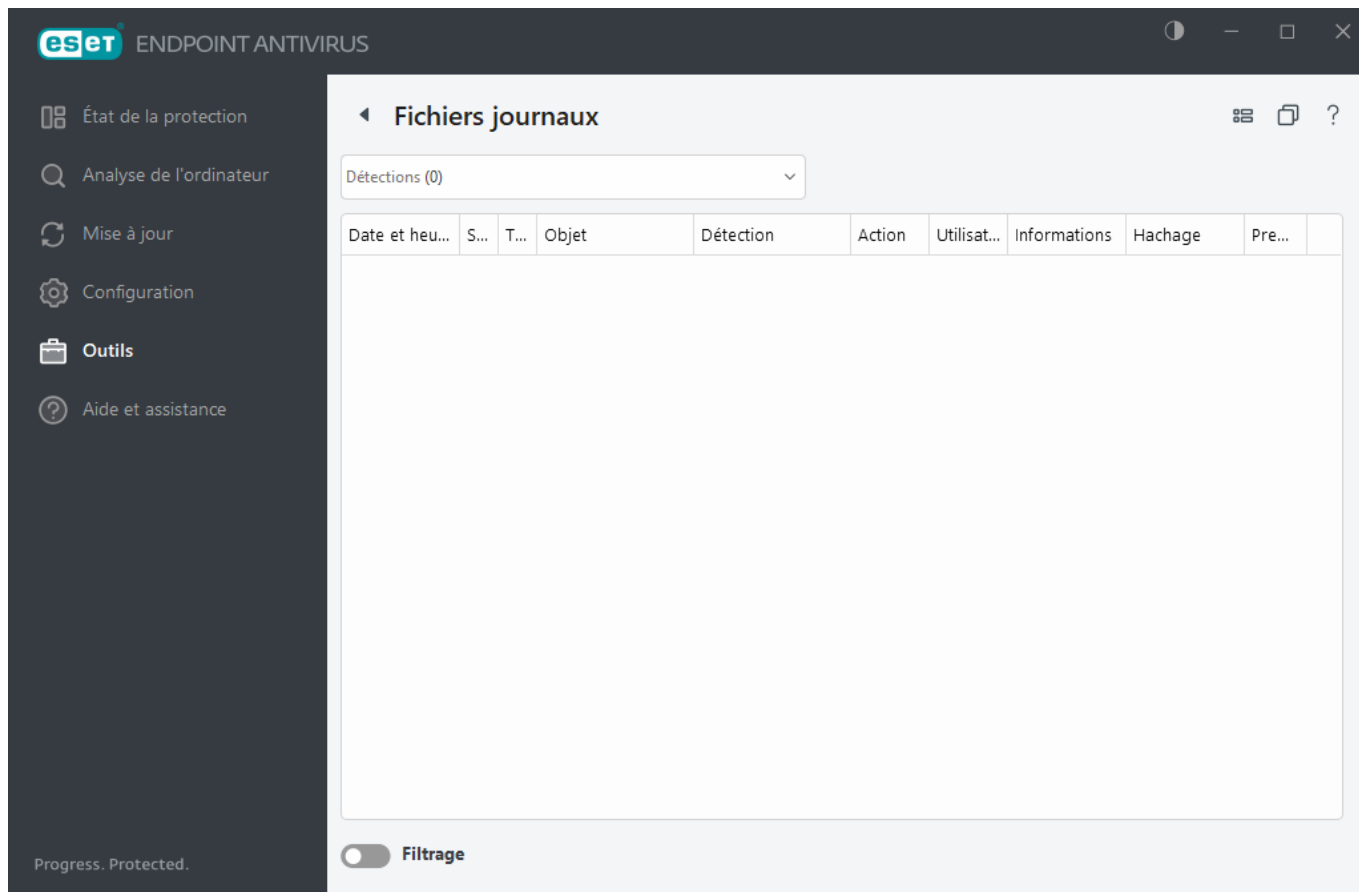 eset ENDPOINT ANTIVIRUS
État de la protection
Analyse de l'ordinateur
Mise à jour
Configuration
Outils
Aide et assistance
Progress. Protected.
Fichiers journaux
?
Détections (0)
Date et heu... S... T... Objet Détection Action Utilisat... Informations Hachage Pre...
Filtrage